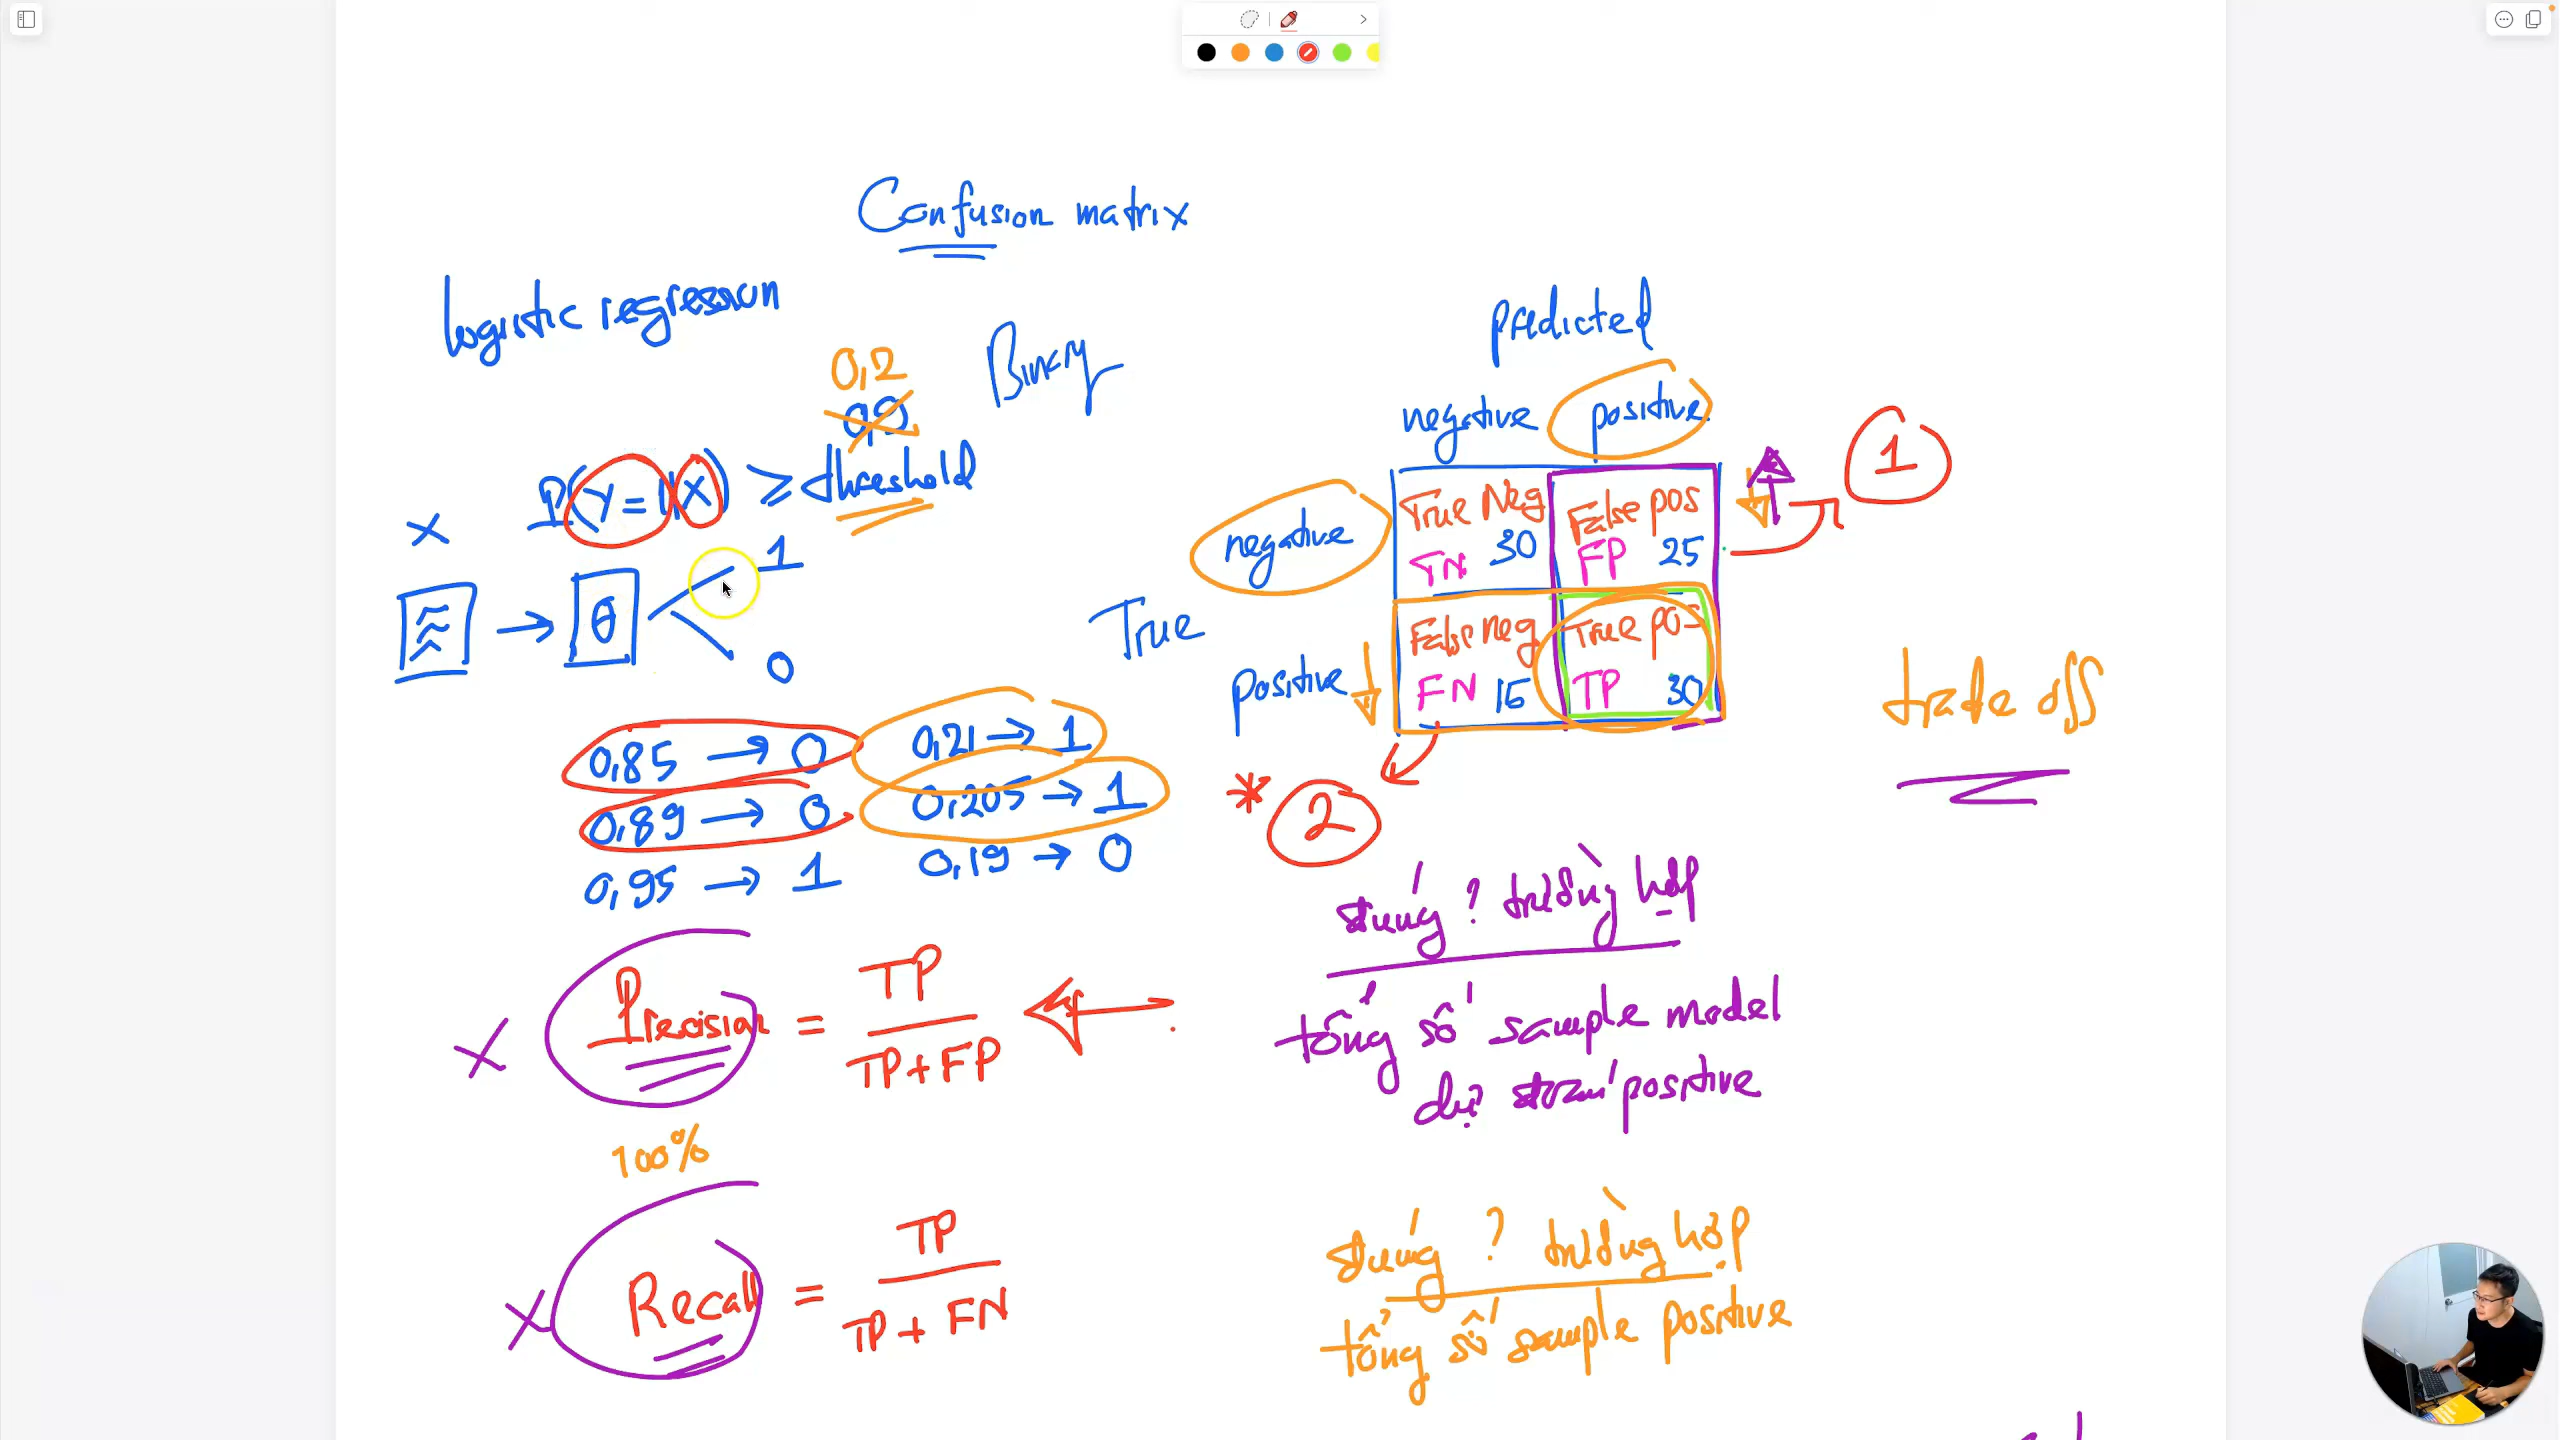 Confusion matrix
logistic regression
Binary
0,2
0,9
P(Y=1|X) ≥ threshold
X
θ
1
0
0,85 → 0
0,89 → 0
0,95 → 1
0,21 → 1
0,205 → 1
0,19 → 0
predicted
negative positive
True
negative
positive
True Neg
TN 30
False pos
FP 25
False neg
FN 15
True pos
TP 30
1
* 2
trade off
X Precision = TP
TP + FP
đúng ? trường hợp
tổng số sample model
dự đoán positive
100%
X Recall = TP
TP + FN
đúng ? trường hợp
tổng số sample positive